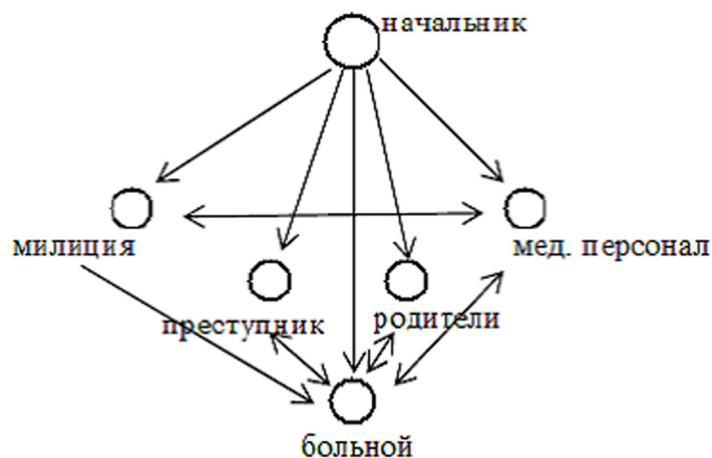 начальник
милиция
мед. персонал
преступник
родители
больной